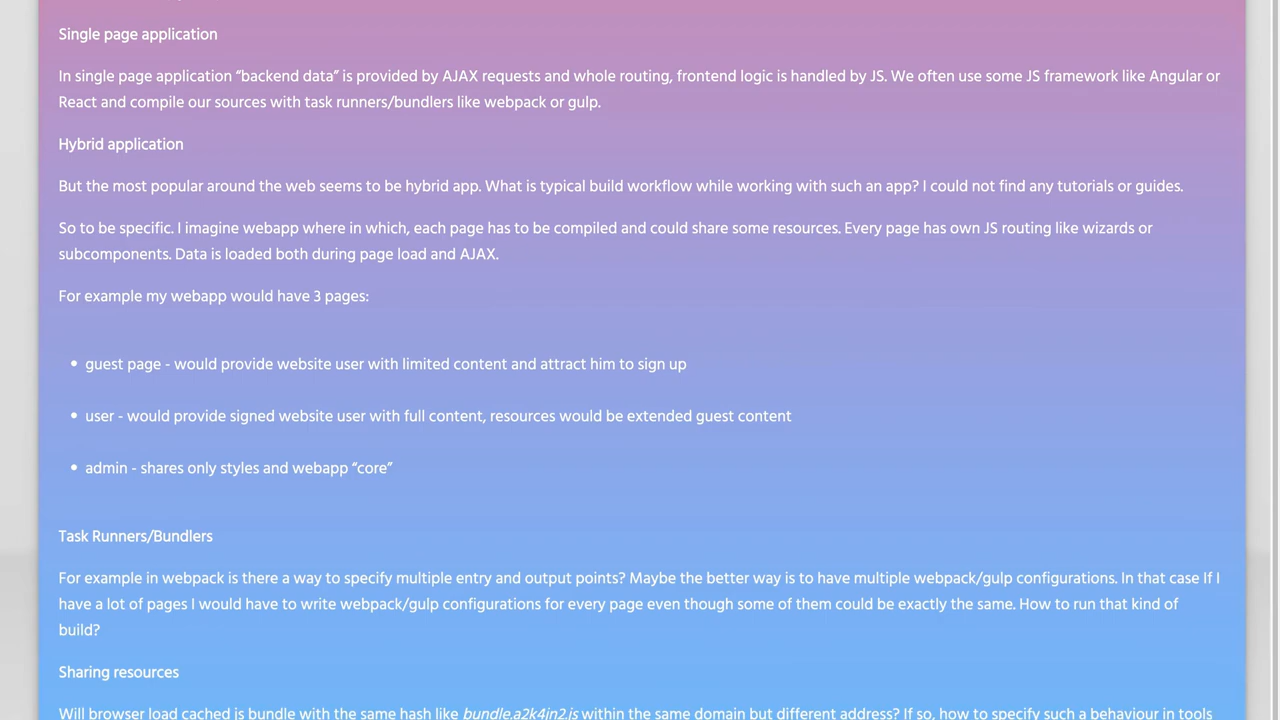 Single page application
In single page application “backend data” is provided by AJAX requests and whole routing, frontend logic is handled by JS. We often use some JS framework like Angular or
React and compile our sources with task runners/bundlers like webpack or gulp.
Hybrid application
But the most popular around the web seems to be hybrid app. What is typical build workflow while working with such an app? I could not find any tutorials or guides.
So to be specific. I imagine webapp where in which, each page has to be compiled and could share some resources. Every page has own JS routing like wizards or
subcomponents. Data is loaded both during page load and AJAX.
For example my webapp would have 3 pages:
• guest page - would provide website user with limited content and attract him to sign up
• user - would provide signed website user with full content, resources would be extended guest content
• admin - shares only styles and webapp “core”
Task Runners/Bundlers
For example in webpack is there a way to specify multiple entry and output points? Maybe the better way is to have multiple webpack/gulp configurations. In that case If I
have a lot of pages I would have to write webpack/gulp configurations for every page even though some of them could be exactly the same. How to run that kind of
build?
Sharing resources
Will browser load cached js bundle with the same hash like bundle.a2k4jn2.js within the same domain but different address? If so, how to specify such a behaviour in tools